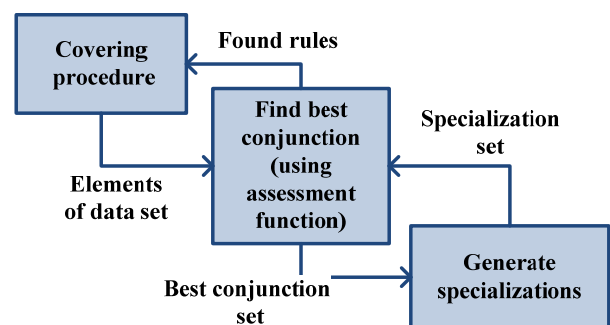 Found rules
Covering
procedure
Find best
conjunction
(using
assessment
function)
Specialization
set
Elements
of data set
Generate
specializations
Best conjunction
set